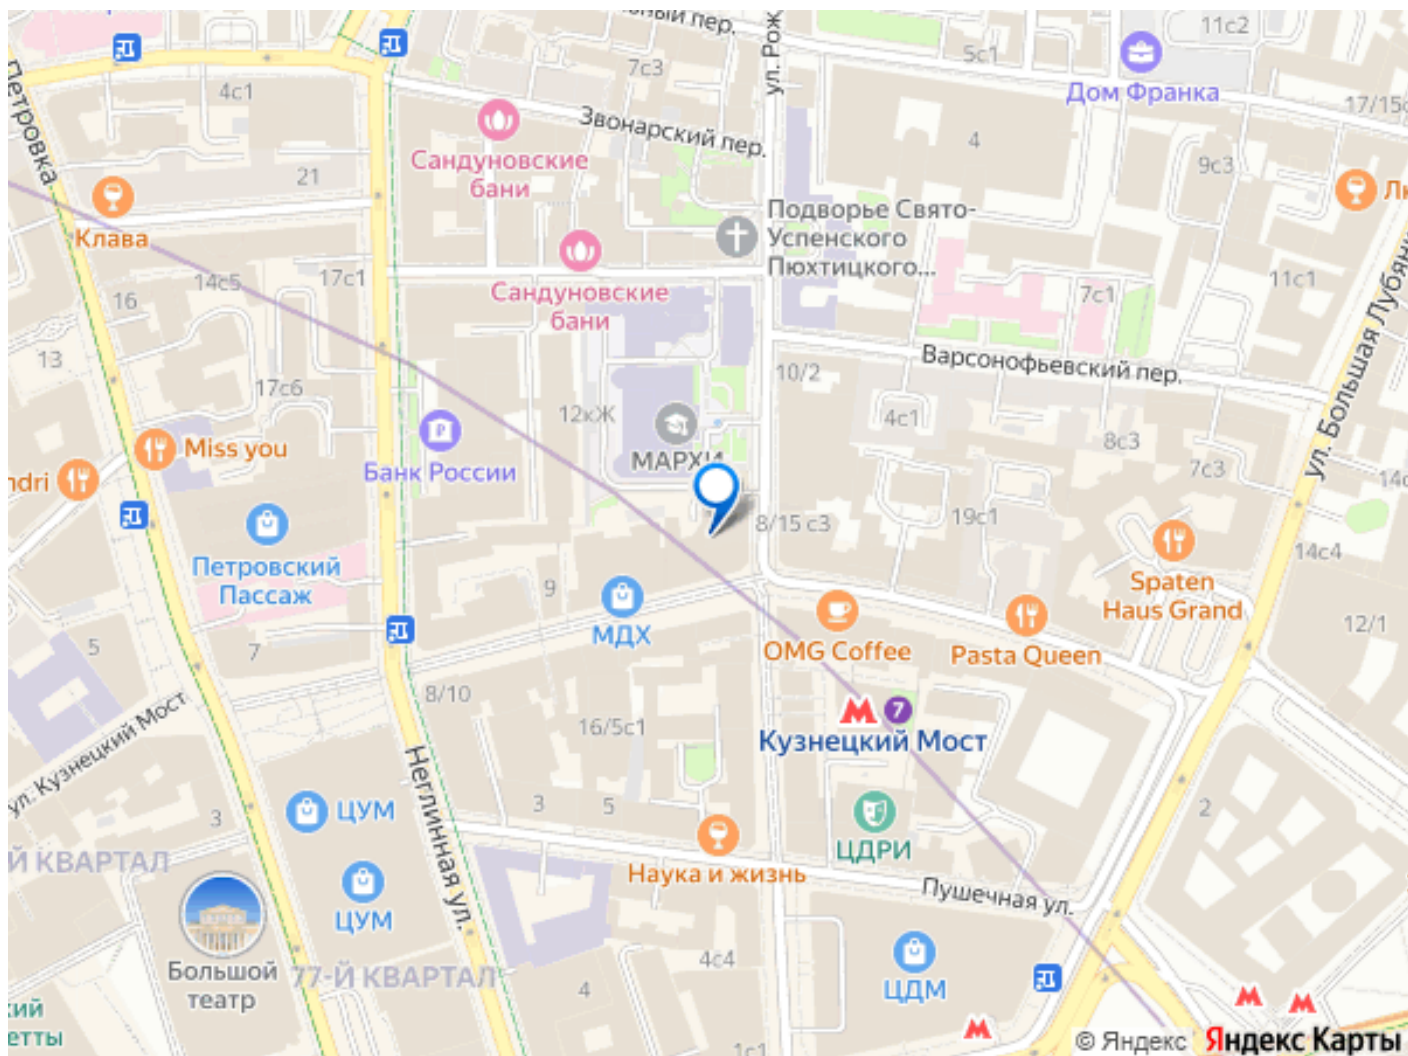 ный пер.
ул. Рож
11с2
5с1
7с3
Дом Франка
4с1
17/15с
Петровка
Звонарский пер.
Сандуновские
бани
4
9с3
21
Лю
Клава
Подворье Свято-
Успенского
Пюхтицкого...
14с5
17с1
11с1
16
Сандуновские
бани
7с1
ул. Большая Лубянк
13
Варсонофьевский пер.
10/2
17с6
12кЖ
4с1
8с3
Miss you
МАРХИ
Банк России
7с3
14с
ndri
8/15 с3
19с1
Петровский
Пассаж
14с4
9
Spaten
Haus Grand
МДХ
12/1
5
7
OMG Coffee
Pasta Queen
8/10
16/5с1
7
Кузнецкий Мост
ул. Кузнецкий Мост
Неглинная ул.
3
ЦУМ
3
5
2
ЦДРИ
Й КВАРТАЛ
Наука и жизнь
Пушечная ул.
ЦУМ
Большой
театр
77-Й КВАРТАЛ
4с4
4
ЦДМ
кий
етты
1с1
© Яндекс Яндекс Карты